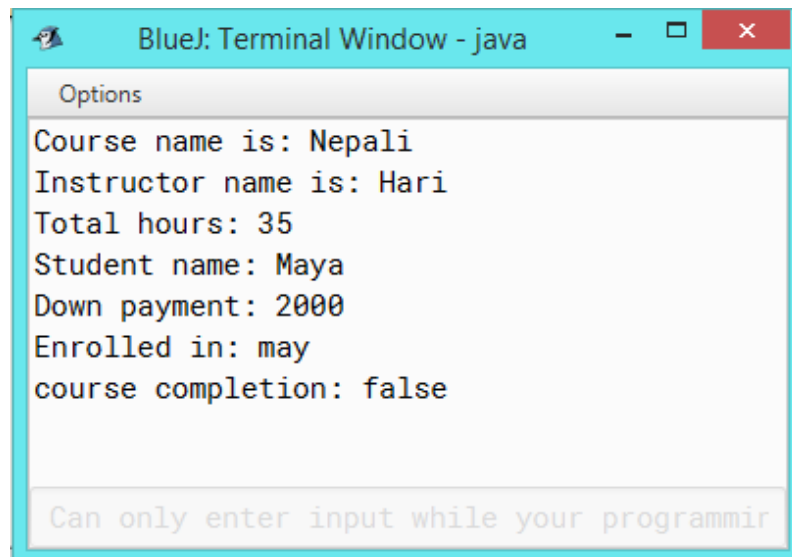 BlueJ: Terminal Window - java
Options
Course name is: Nepali
Instructor name is: Hari
Total hours: 35
Student name: Maya
Down payment: 2000
Enrolled in: may
course completion: false
Can only enter input while your programmir